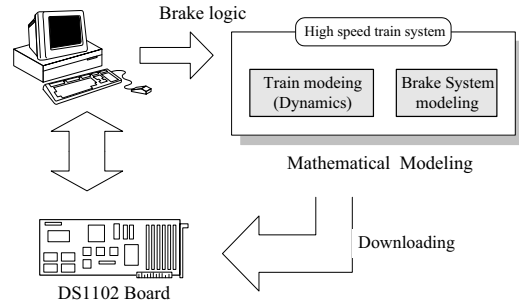 Brake logic
High speed train system
Train modeing
(Dynamics)
Brake System
modeling
Mathematical Modeling
Downloading
DS1102 Board